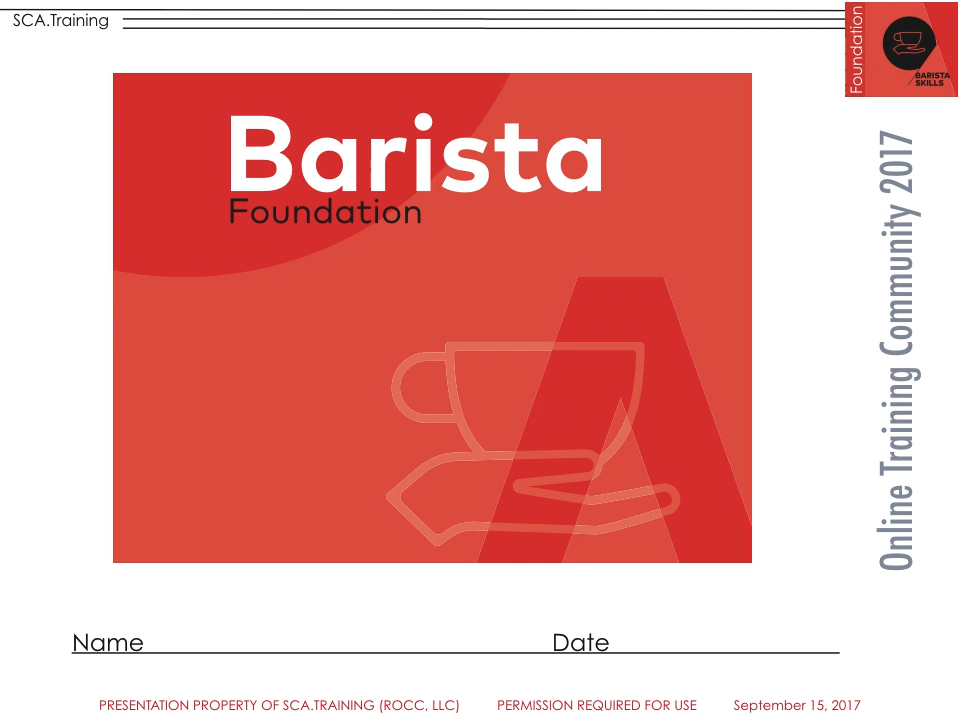 SCA.Training
Foundation
BARISTA
SKILLS
Barista
Foundation
Online Training Community 2017
Name Date
PRESENTATION PROPERTY OF SCA.TRAINING (ROCC, LLC) PERMISSION REQUIRED FOR USE September 15, 2017